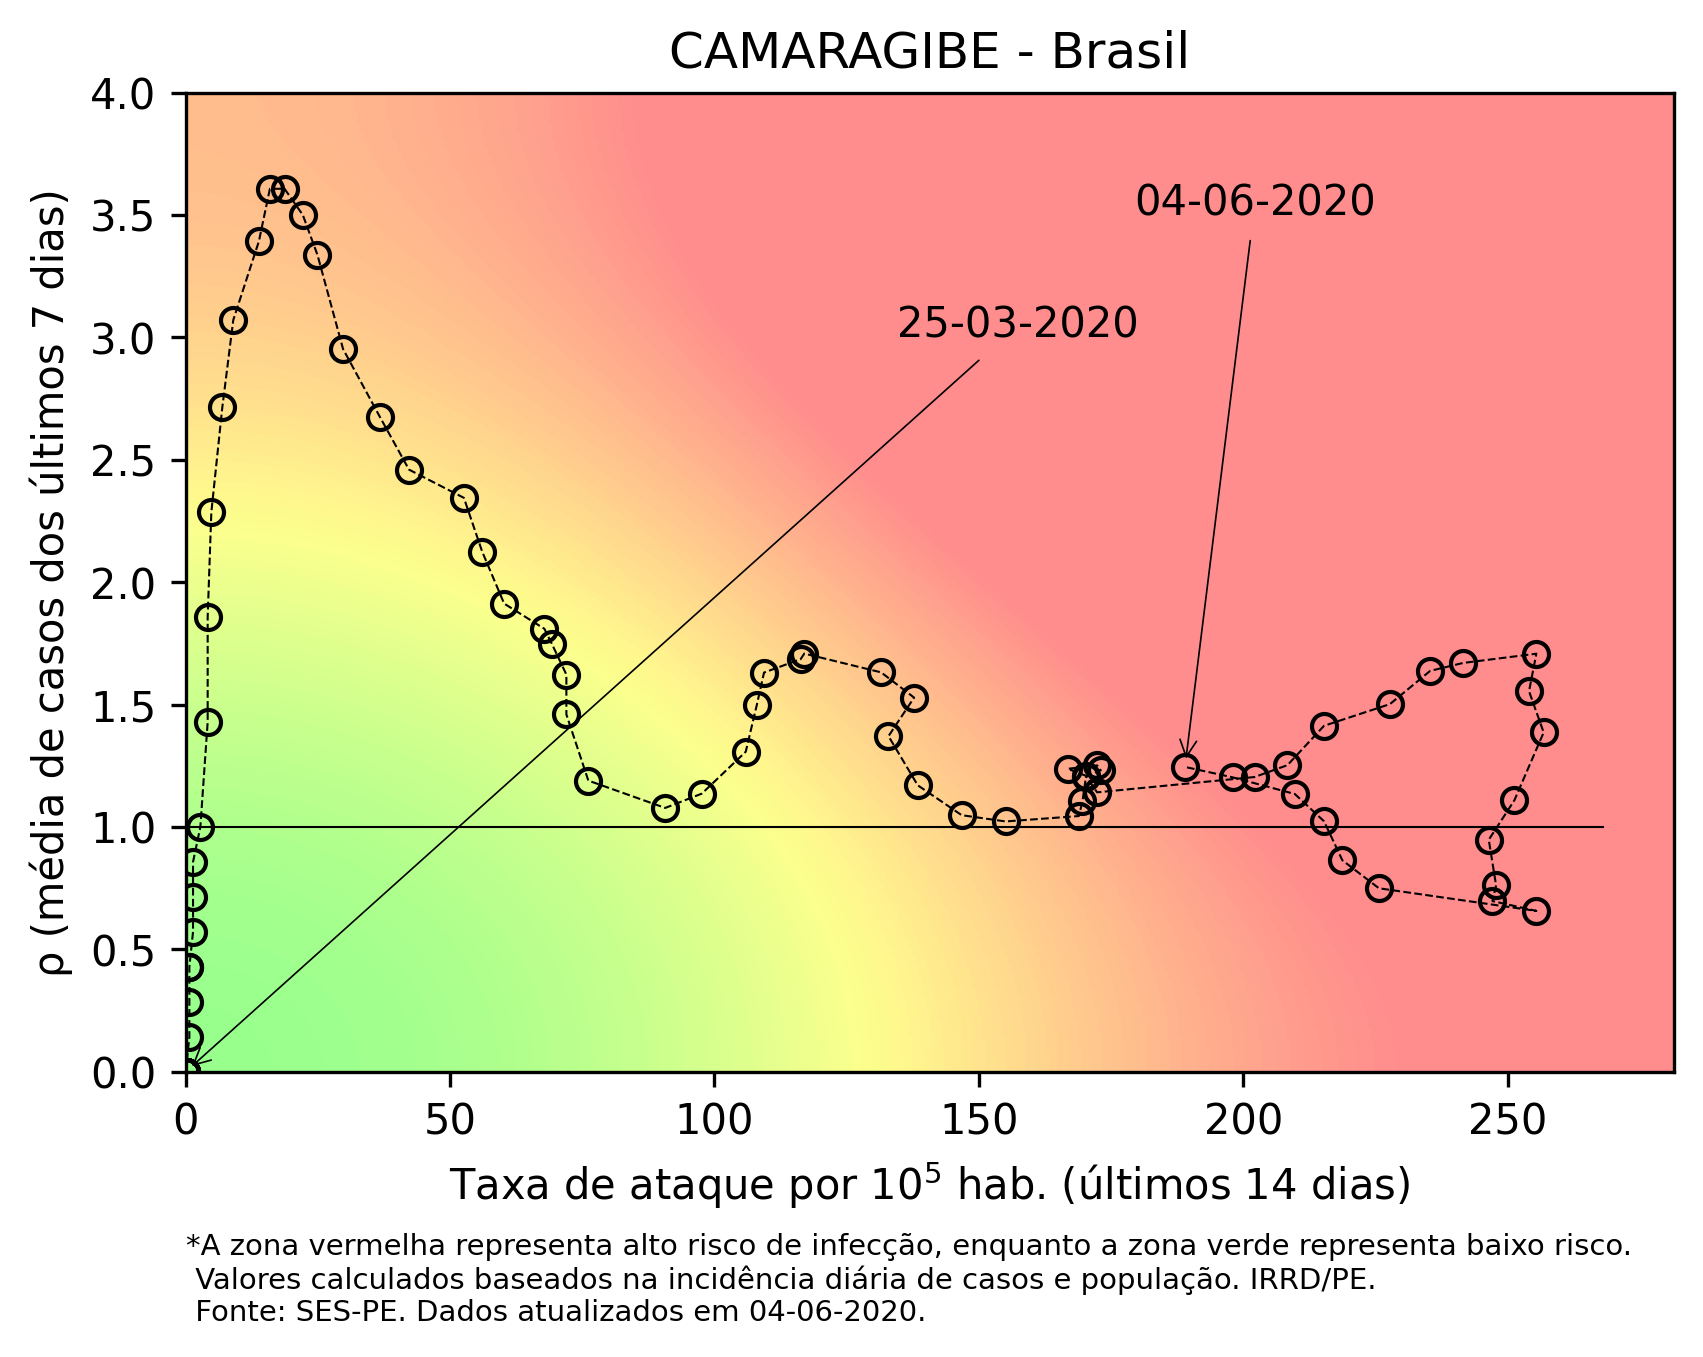 CAMARAGIBE - Brasil
4.0
3.5
3.0
2.5
2.0
1.5
1.0
0.5
0.0
ρ (média de casos dos últimos 7 dias)
04-06-2020
25-03-2020
0 50 100 150 200 250
Taxa de ataque por 10⁵ hab. (últimos 14 dias)
*A zona vermelha representa alto risco de infecção, enquanto a zona verde representa baixo risco.
Valores calculados baseados na incidência diária de casos e população. IRRD/PE.
Fonte: SES-PE. Dados atualizados em 04-06-2020.